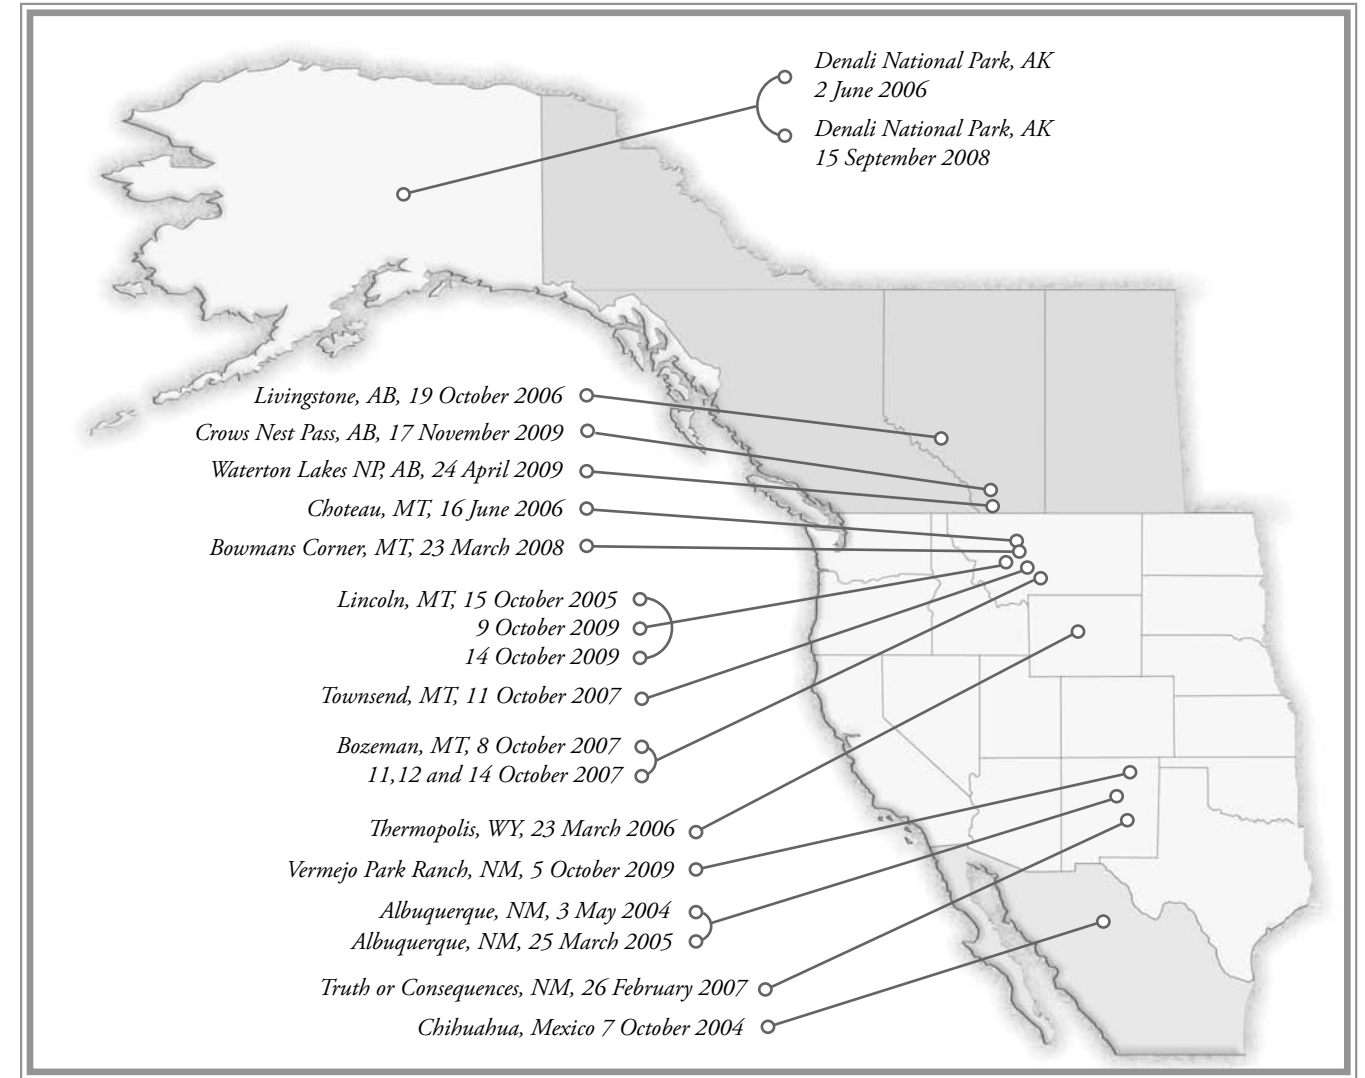 Denali National Park, AK
2 June 2006
Denali National Park, AK
15 September 2008
Livingstone, AB, 19 October 2006
Crows Nest Pass, AB, 17 November 2009
Waterton Lakes NP, AB, 24 April 2009
Choteau, MT, 16 June 2006
Bowmans Corner, MT, 23 March 2008
Lincoln, MT, 15 October 2005
9 October 2009
14 October 2009
Townsend, MT, 11 October 2007
Bozeman, MT, 8 October 2007
11,12 and 14 October 2007
Thermopolis, WY, 23 March 2006
Vermejo Park Ranch, NM, 5 October 2009
Albuquerque, NM, 3 May 2004
Albuquerque, NM, 25 March 2005
Truth or Consequences, NM, 26 February 2007
Chihuahua, Mexico 7 October 2004